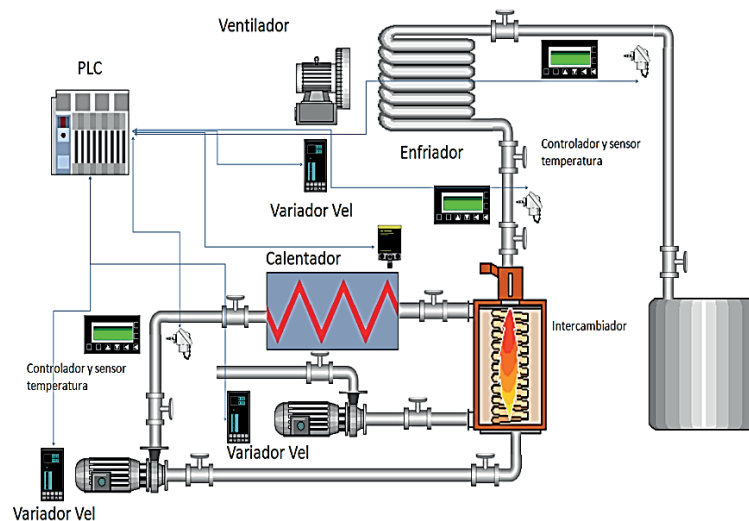 Ventilador
PLC
Enfriador
Controlador y sensor
temperatura
Variador Vel
Calentador
Intercambiador
Controlador y sensor
temperatura
Variador Vel
Variador Vel